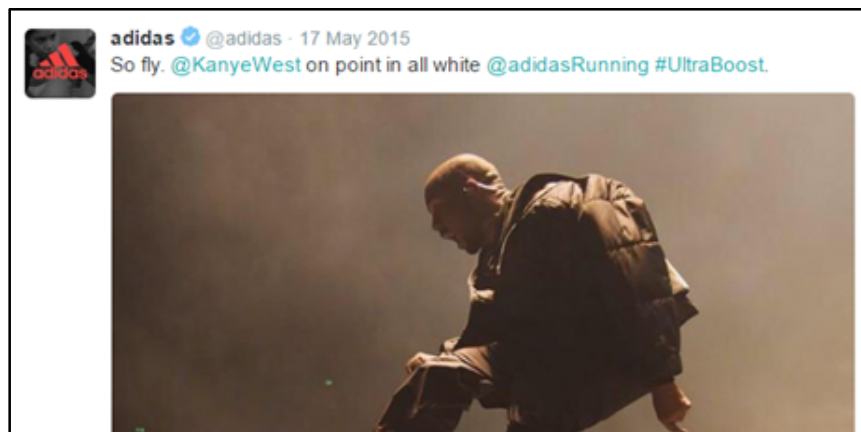 adidas @adidas · 17 May 2015
So fly. @KanyeWest on point in all white @adidasRunning #UltraBoost.
adidas